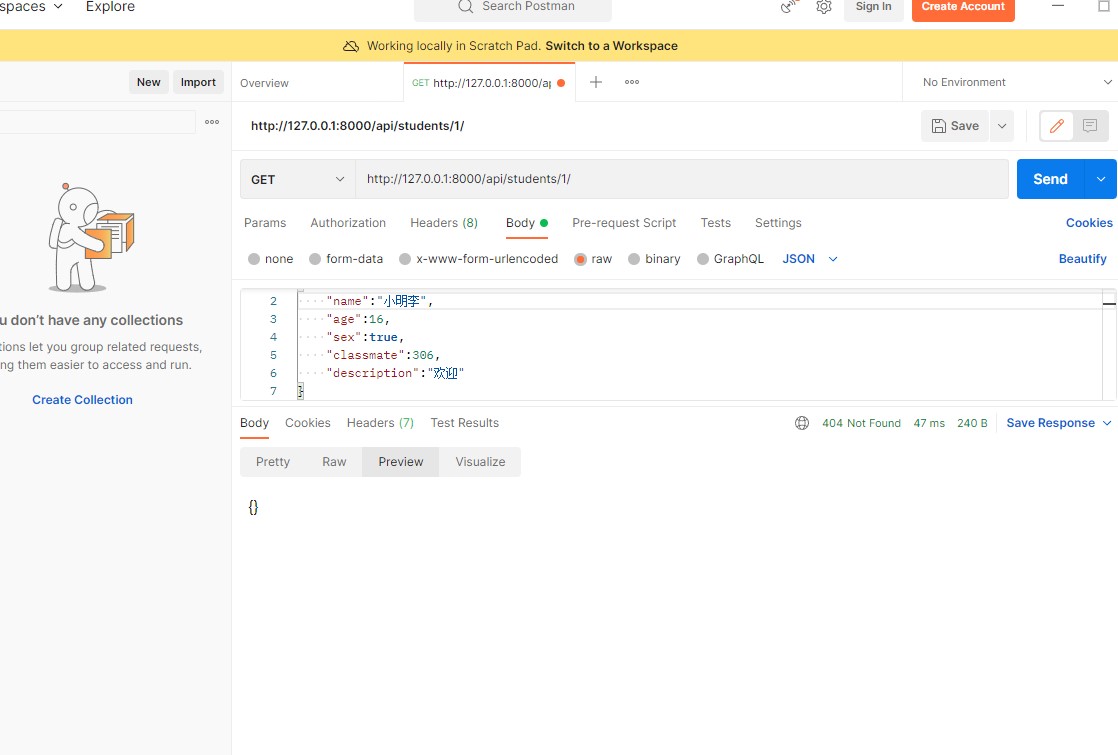 spaces Explore Search Postman Sign In Create Account
Working locally in Scratch Pad. Switch to a Workspace
New Import Overview GET http://127.0.0.1:8000/ap No Environment
http://127.0.0.1:8000/api/students/1/ Save
GET http://127.0.0.1:8000/api/students/1/ Send
Params Authorization Headers (8) Body Pre-request Script Tests Settings Cookies
none form-data x-www-form-urlencoded raw binary GraphQL JSON Beautify
2 "name":"小明李",
3 "age":16,
4 "sex":true,
5 "classmate":306,
6 "description":"欢迎"
7 }
u don't have any collections
tions let you group related requests,
ng them easier to access and run.
Create Collection
Body Cookies Headers (7) Test Results 404 Not Found 47 ms 240 B Save Response
Pretty Raw Preview Visualize
{}